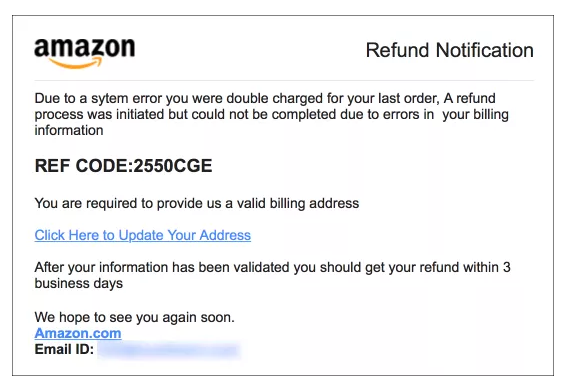 amazon
Refund Notification
Due to a sytem error you were double charged for your last order, A refund
process was initiated but could not be completed due to errors in your billing
information
REF CODE:2550CGE
You are required to provide us a valid billing address
Click Here to Update Your Address
After your information has been validated you should get your refund within 3
business days
We hope to see you again soon.
Amazon.com
Email ID: